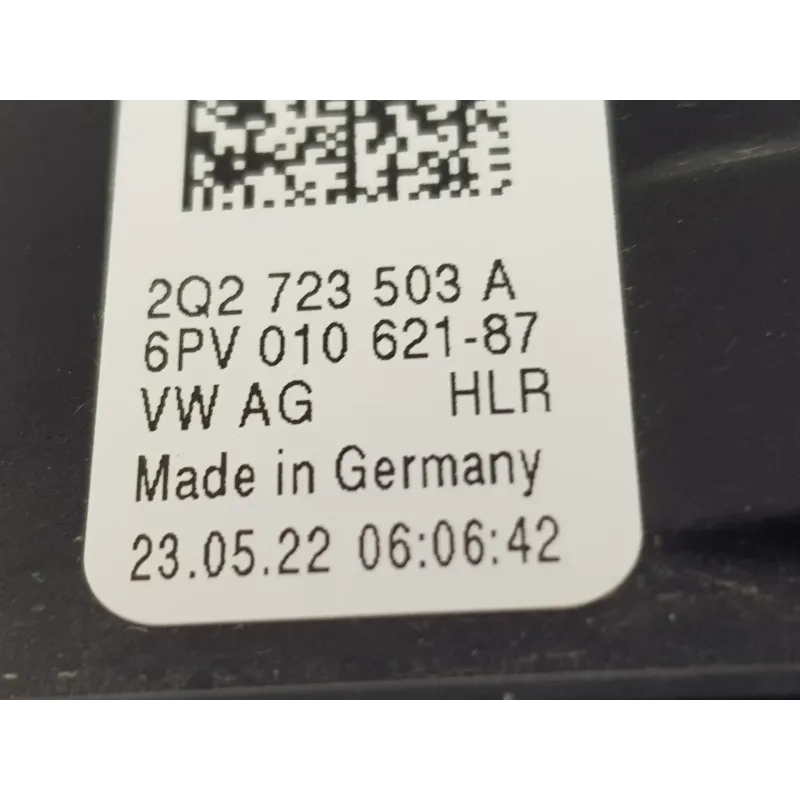 2Q2 723 503 A
6PV 010 621-87
VW AG HLR
Made in Germany
23.05.22 06:06:42